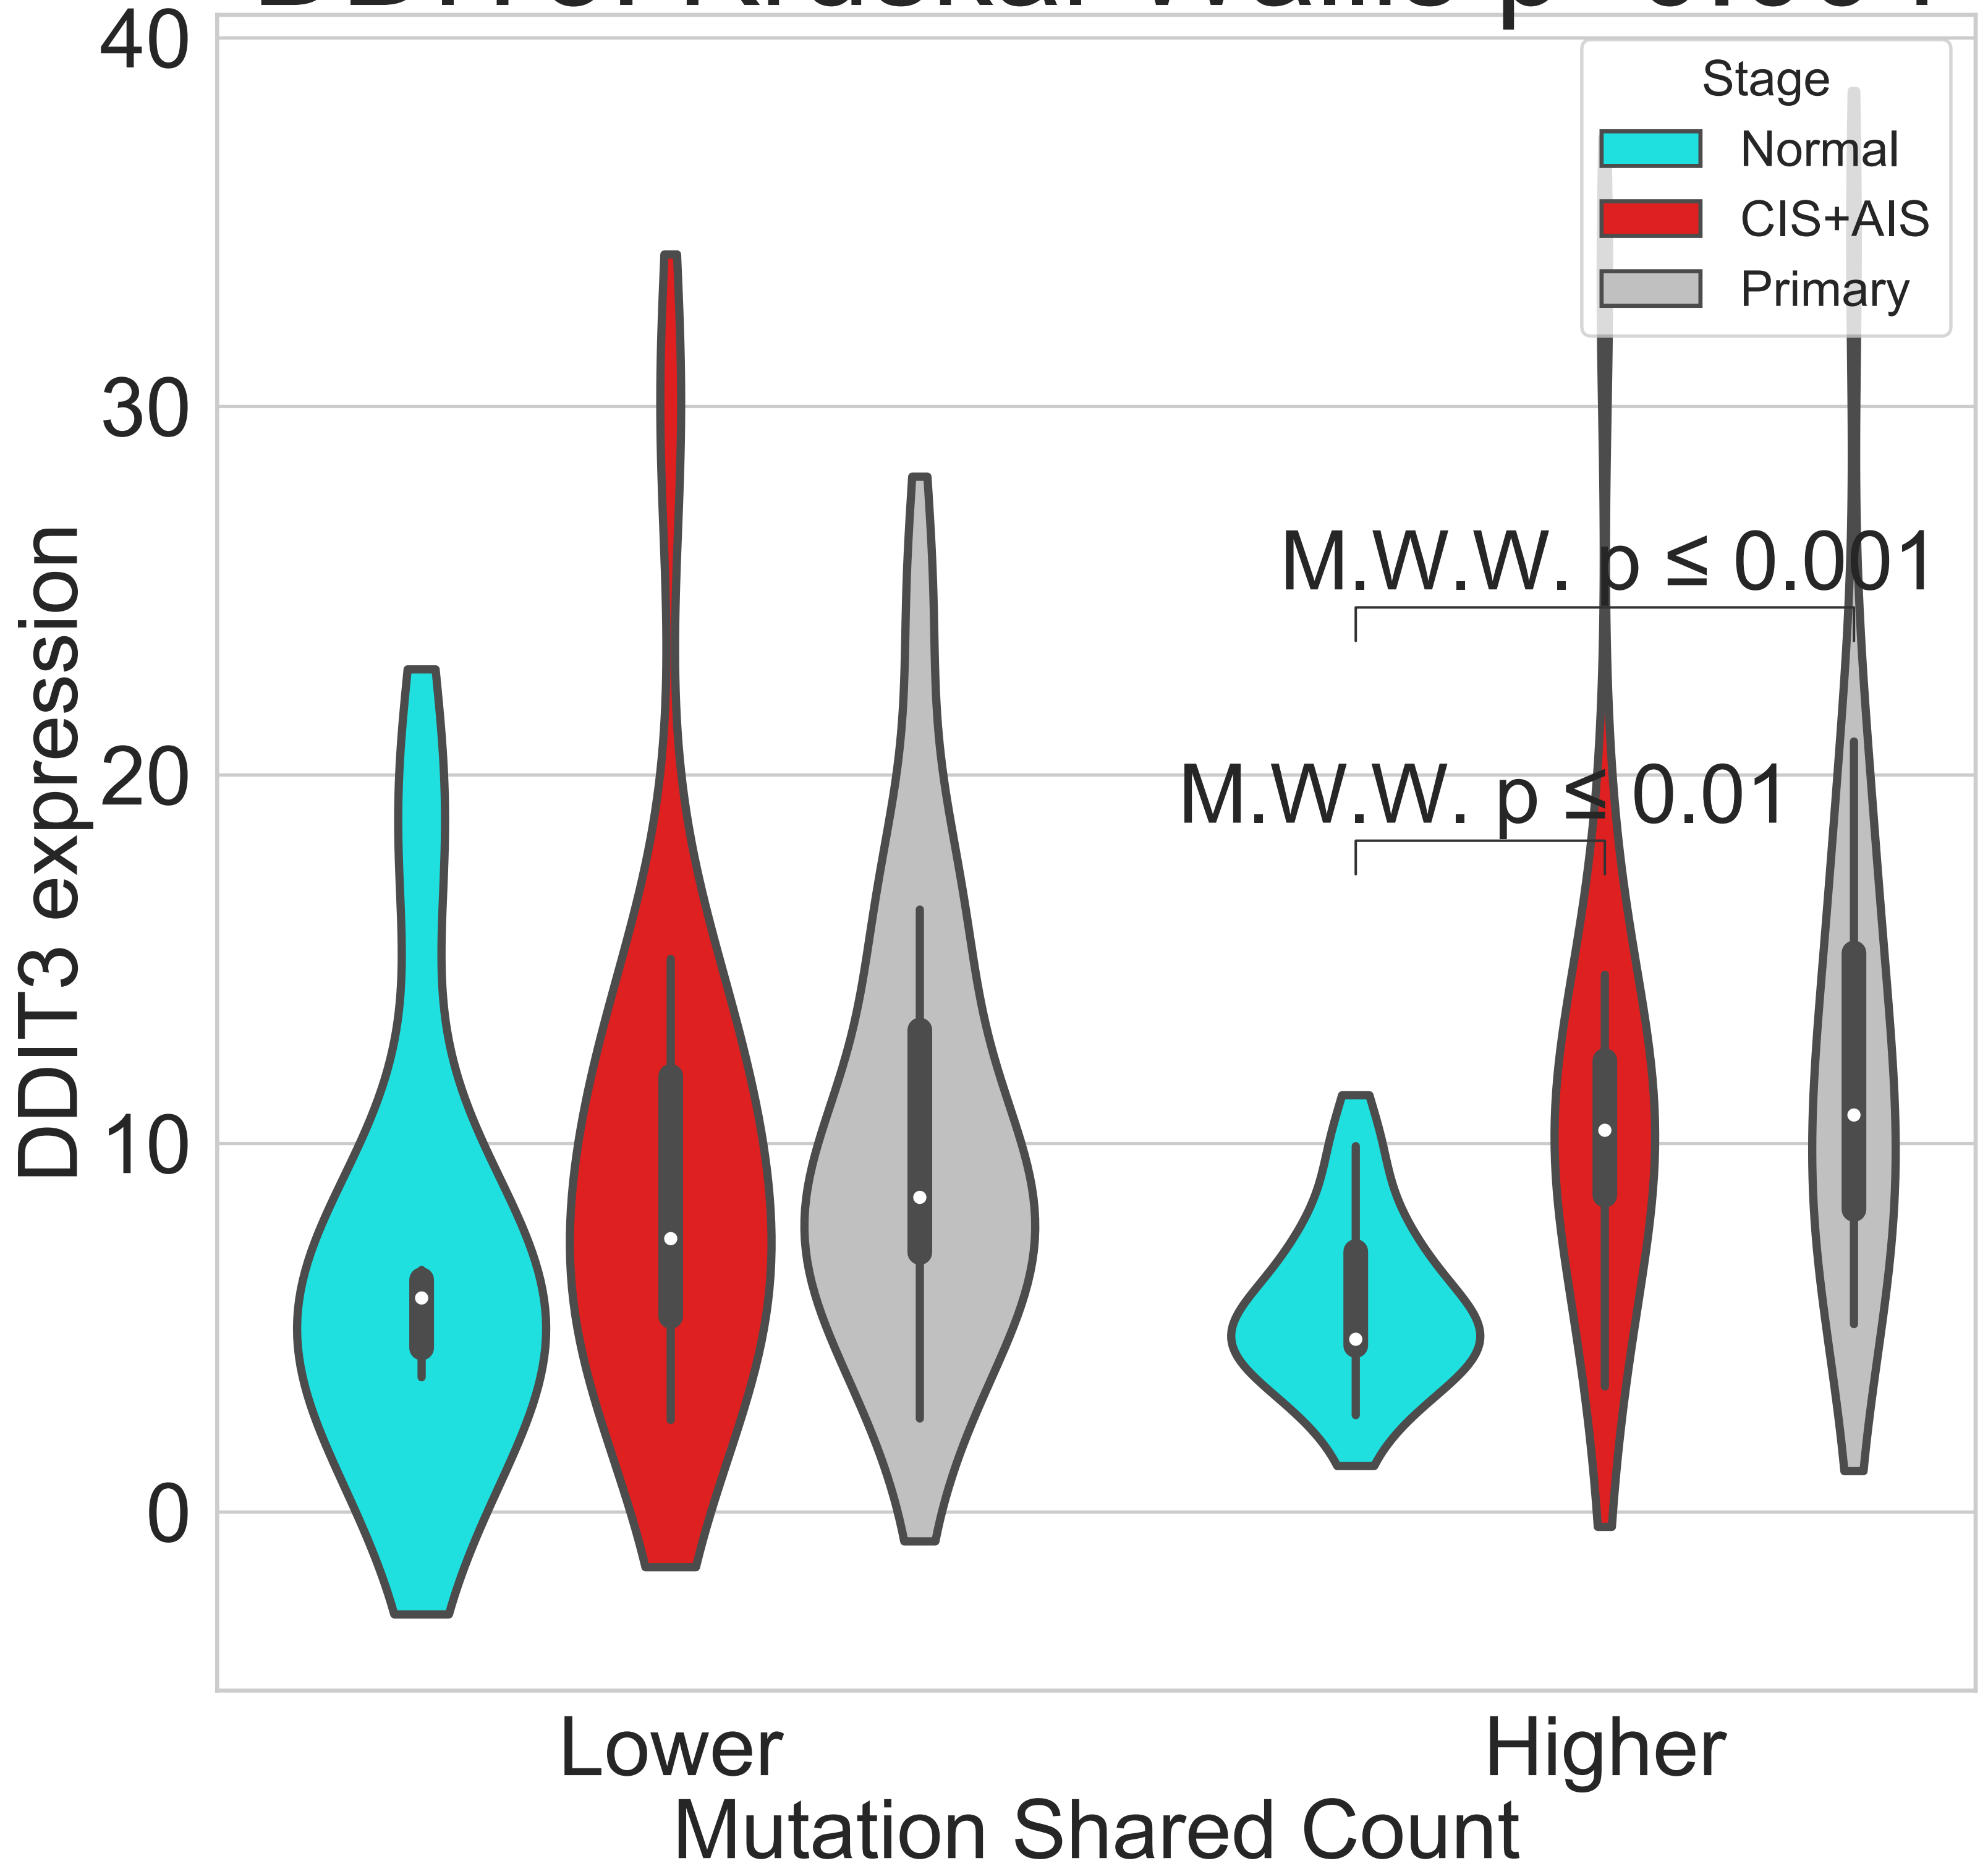 40
30
20
10
0
DDIT3 expression
Stage
Normal
CIS+AIS
Primary
M.W.W. p ≤ 0.001
M.W.W. p ≤ 0.01
Lower
Higher
Mutation Shared Count